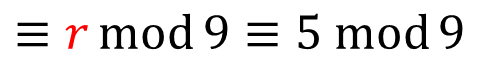 ≡ r mod 9 ≡ 5 mod 9